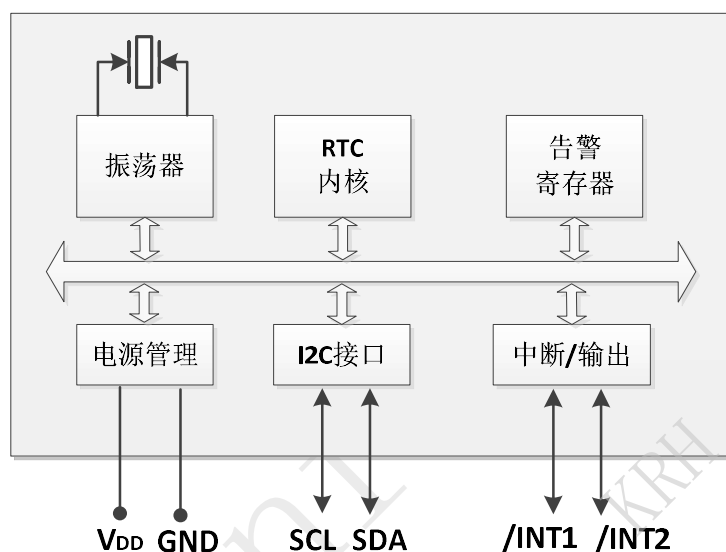 振荡器
RTC
内核
告警
寄存器
电源管理
I2C接口
中断/输出
VDD GND SCL SDA /INT1 /INT2
KRH